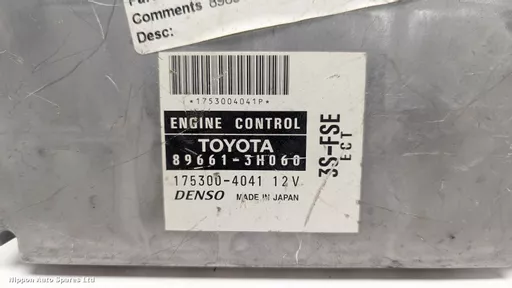 Comments
Desc:
*1753004041P*
ENGINE CONTROL
TOYOTA
89661-3H060
175300-4041 12V
DENSO MADE IN JAPAN
3S-FSE
ECT
Nippon Auto Spares Ltd